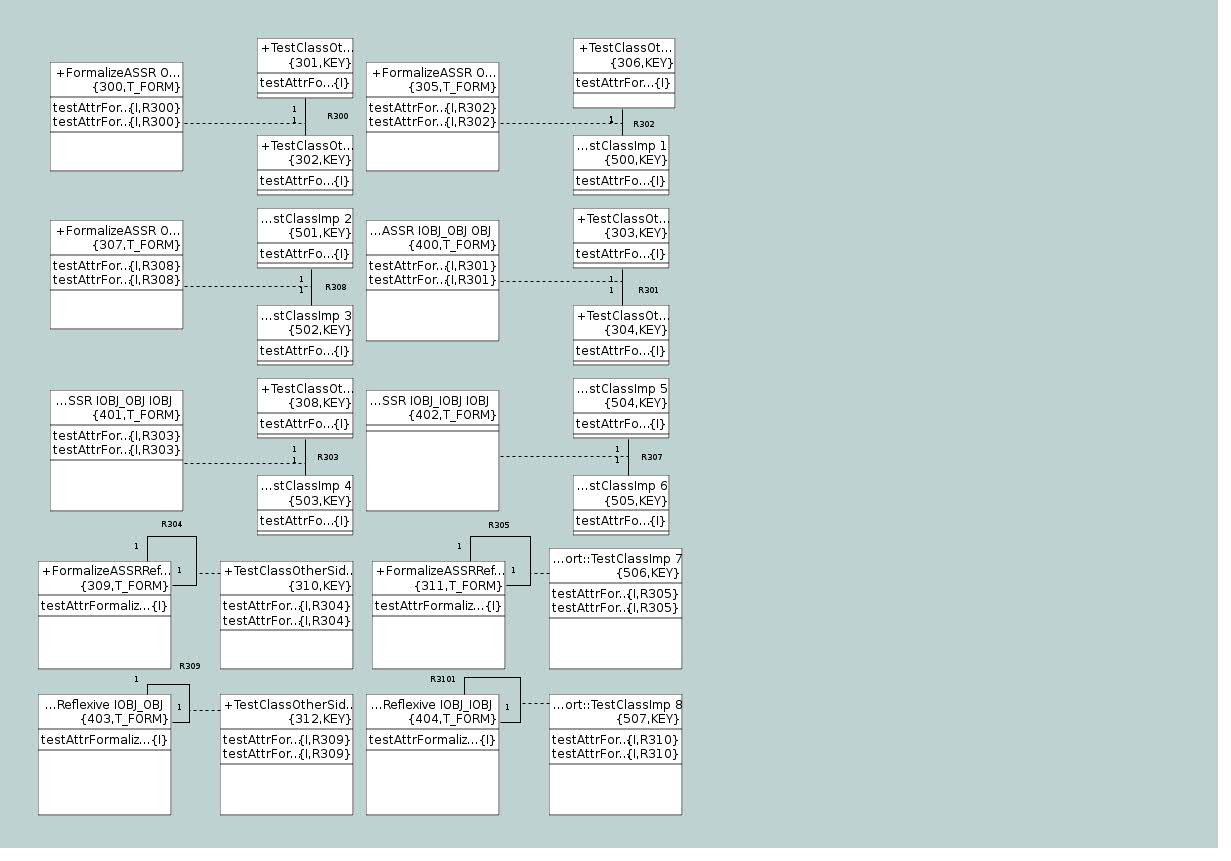 +TestClassOt...
{301,KEY}
testAttrFo...{I}
+FormalizeASSR O...
{300,T_FORM}
testAttrFor...{I,R300}
testAttrFor...{I,R300}
1
1
R300
+TestClassOt...
{302,KEY}
testAttrFo...{I}
+TestClassOt...
{306,KEY}
testAttrFor...{I}
+FormalizeASSR O...
{305,T_FORM}
testAttrFor...{I,R302}
testAttrFor...{I,R302}
1
R302
...stClassImp 1
{500,KEY}
testAttrFo...{I}
...stClassImp 2
{501,KEY}
testAttrFo...{I}
+FormalizeASSR O...
{307,T_FORM}
testAttrFor...{I,R308}
testAttrFor...{I,R308}
1
1
R308
...stClassImp 3
{502,KEY}
testAttrFo...{I}
+TestClassOt...
{303,KEY}
testAttrFo...{I}
...ASSR IOBJ_OBJ OBJ
{400,T_FORM}
testAttrFor...{I,R301}
testAttrFor...{I,R301}
1
1
R301
+TestClassOt...
{304,KEY}
testAttrFo...{I}
+TestClassOt...
{308,KEY}
testAttrFo...{I}
...SSR IOBJ_OBJ IOBJ
{401,T_FORM}
testAttrFor...{I,R303}
testAttrFor...{I,R303}
1
1
R303
...stClassImp 4
{503,KEY}
testAttrFo...{I}
...stClassImp 5
{504,KEY}
testAttrFo...{I}
...SSR IOBJ_IOBJ IOBJ
{402,T_FORM}
1
1
R307
...stClassImp 6
{505,KEY}
testAttrFo...{I}
R304
1
1
+FormalizeASSRRef...
{309,T_FORM}
testAttrFormaliz...{I}
+TestClassOtherSid...
{310,KEY}
testAttrFor...{I,R304}
testAttrFor...{I,R304}
R305
1
1
+FormalizeASSRRef...
{311,T_FORM}
testAttrFormaliz...{I}
...ort::TestClassImp 7
{506,KEY}
testAttrFor...{I,R305}
testAttrFor...{I,R305}
R309
1
1
...Reflexive IOBJ_OBJ
{403,T_FORM}
testAttrFormaliz...{I}
+TestClassOtherSid...
{312,KEY}
testAttrFor...{I,R309}
testAttrFor...{I,R309}
R3101
1
...Reflexive IOBJ_IOBJ
{404,T_FORM}
testAttrFormaliz...{I}
...ort::TestClassImp 8
{507,KEY}
testAttrFor...{I,R310}
testAttrFor...{I,R310}